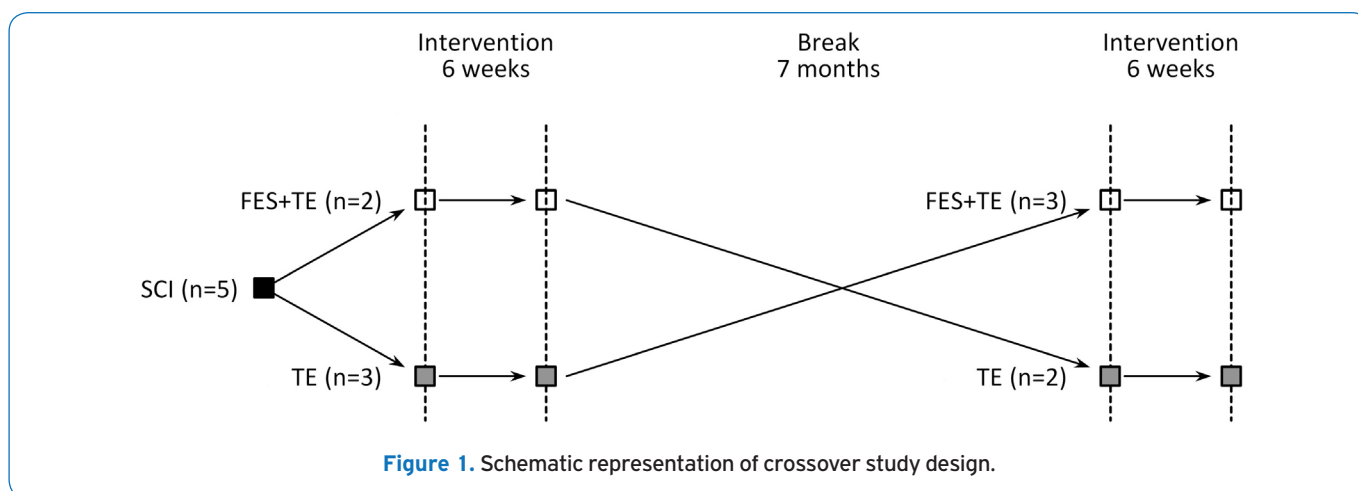 Intervention
6 weeks
Break
7 months
Intervention
6 weeks
FES+TE (n=2)
FES+TE (n=3)
SCI (n=5)
TE (n=3)
TE (n=2)
Figure 1. Schematic representation of crossover study design.